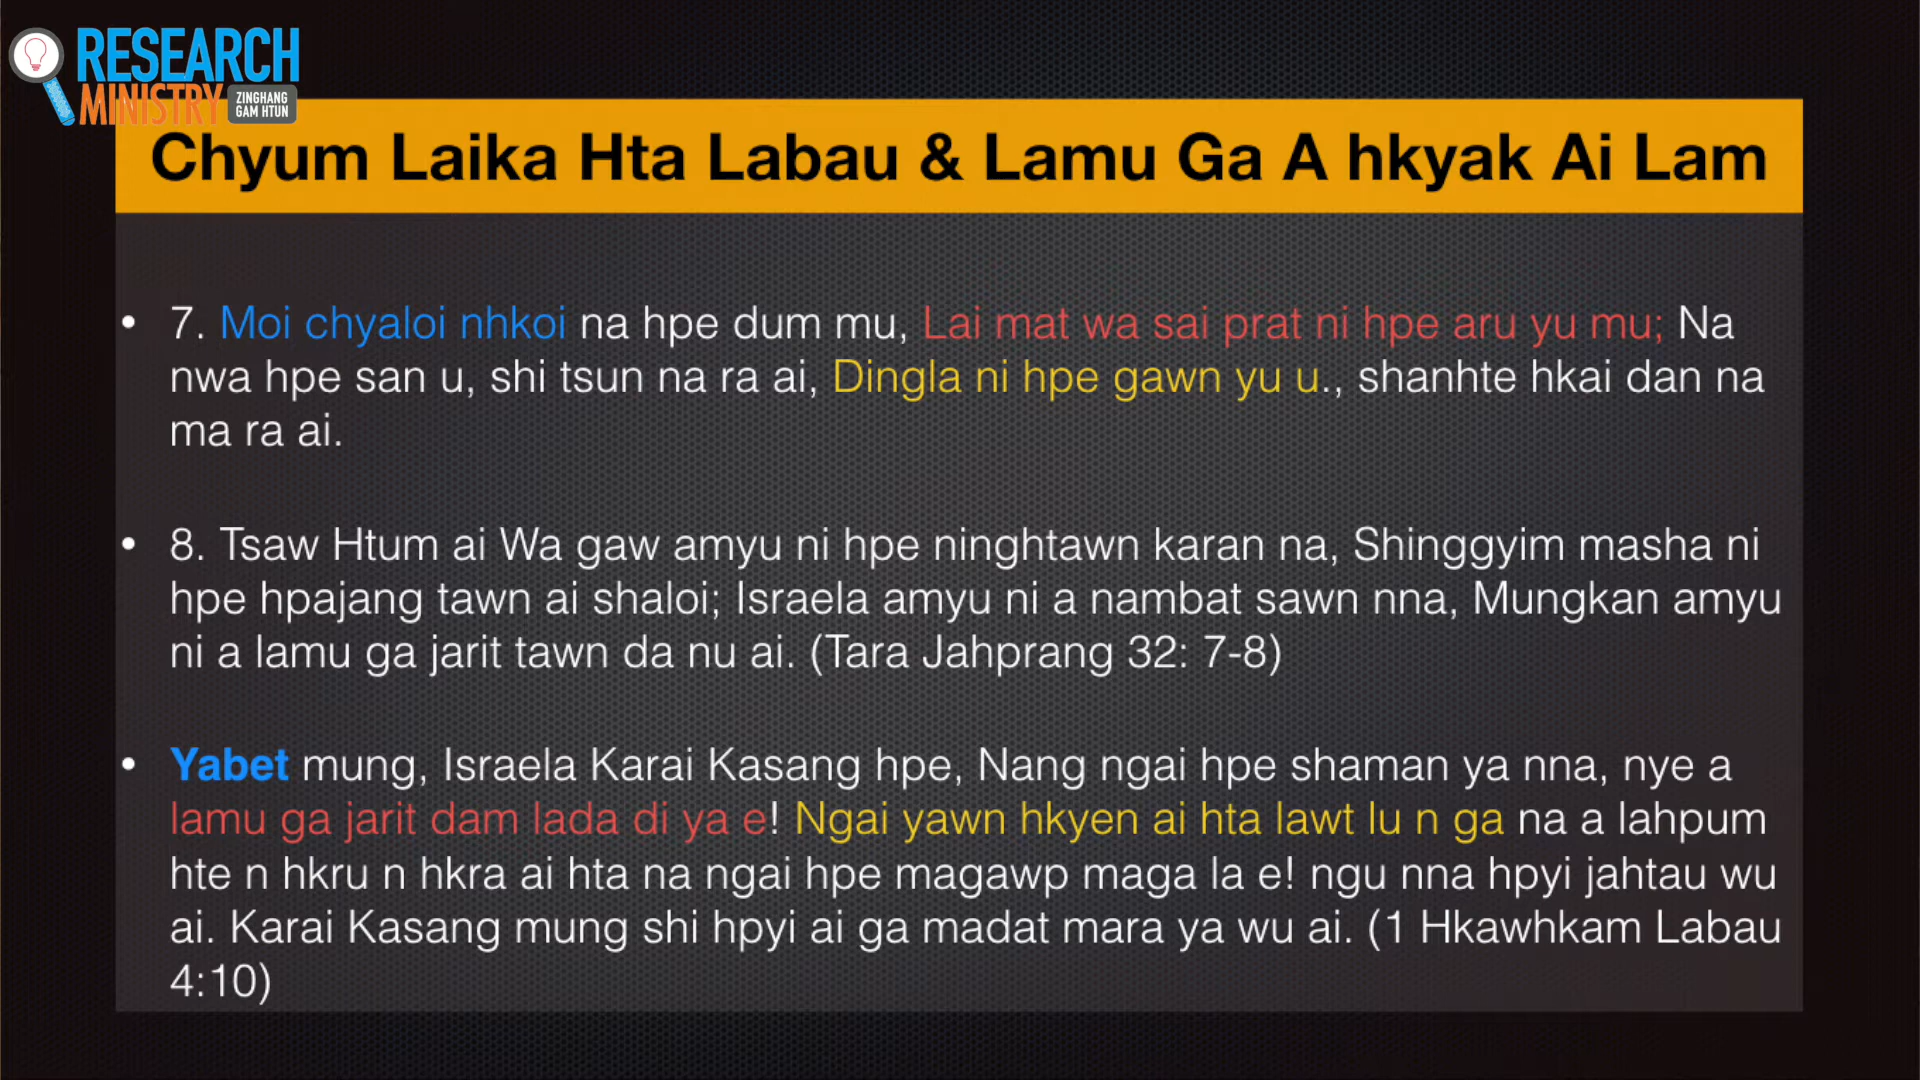 RESEARCH
MINISTRY
ZINGHANG
GAM HTUN
Chyum Laika Hta Labau & Lamu Ga A hkyak Ai Lam
• 7. Moi chyaloi nhkoi na hpe dum mu, Lai mat wa sai prat ni hpe aru yu mu; Na
nwa hpe san u, shi tsun na ra ai, Dingla ni hpe gawn yu u., shanhte hkai dan na
ma ra ai.
• 8. Tsaw Htum ai Wa gaw amyu ni hpe ninghtawn karan na, Shinggyim masha ni
hpe hpajang tawn ai shaloi; Israela amyu ni a nambat sawn nna, Mungkan amyu
ni a lamu ga jarit tawn da nu ai. (Tara Jahprang 32: 7-8)
• Yabet mung, Israela Karai Kasang hpe, Nang ngai hpe shaman ya nna, nye a
lamu ga jarit dam lada di ya e! Ngai yawn hkyen ai hta lawt lu n ga na a lahpum
hte n hkru n hkra ai hta na ngai hpe magawp maga la e! ngu nna hpyi jahtau wu
ai. Karai Kasang mung shi hpyi ai ga madat mara ya wu ai. (1 Hkawhkam Labau
4:10)